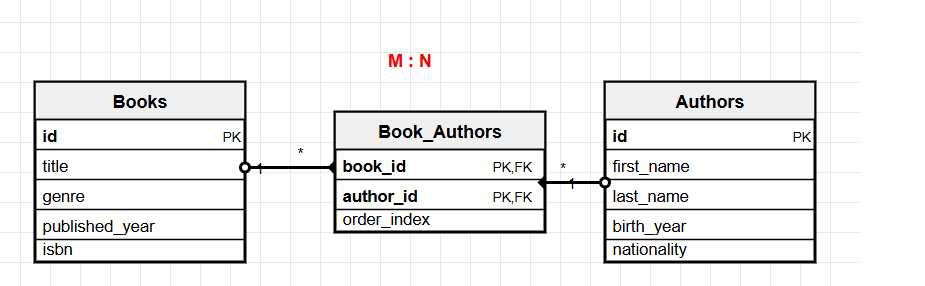 M : N
Books
id PK
title
genre
published_year
isbn
1 *
Book_Authors
book_id PK,FK
author_id PK,FK
order_index
* 1
Authors
id PK
first_name
last_name
birth_year
nationality